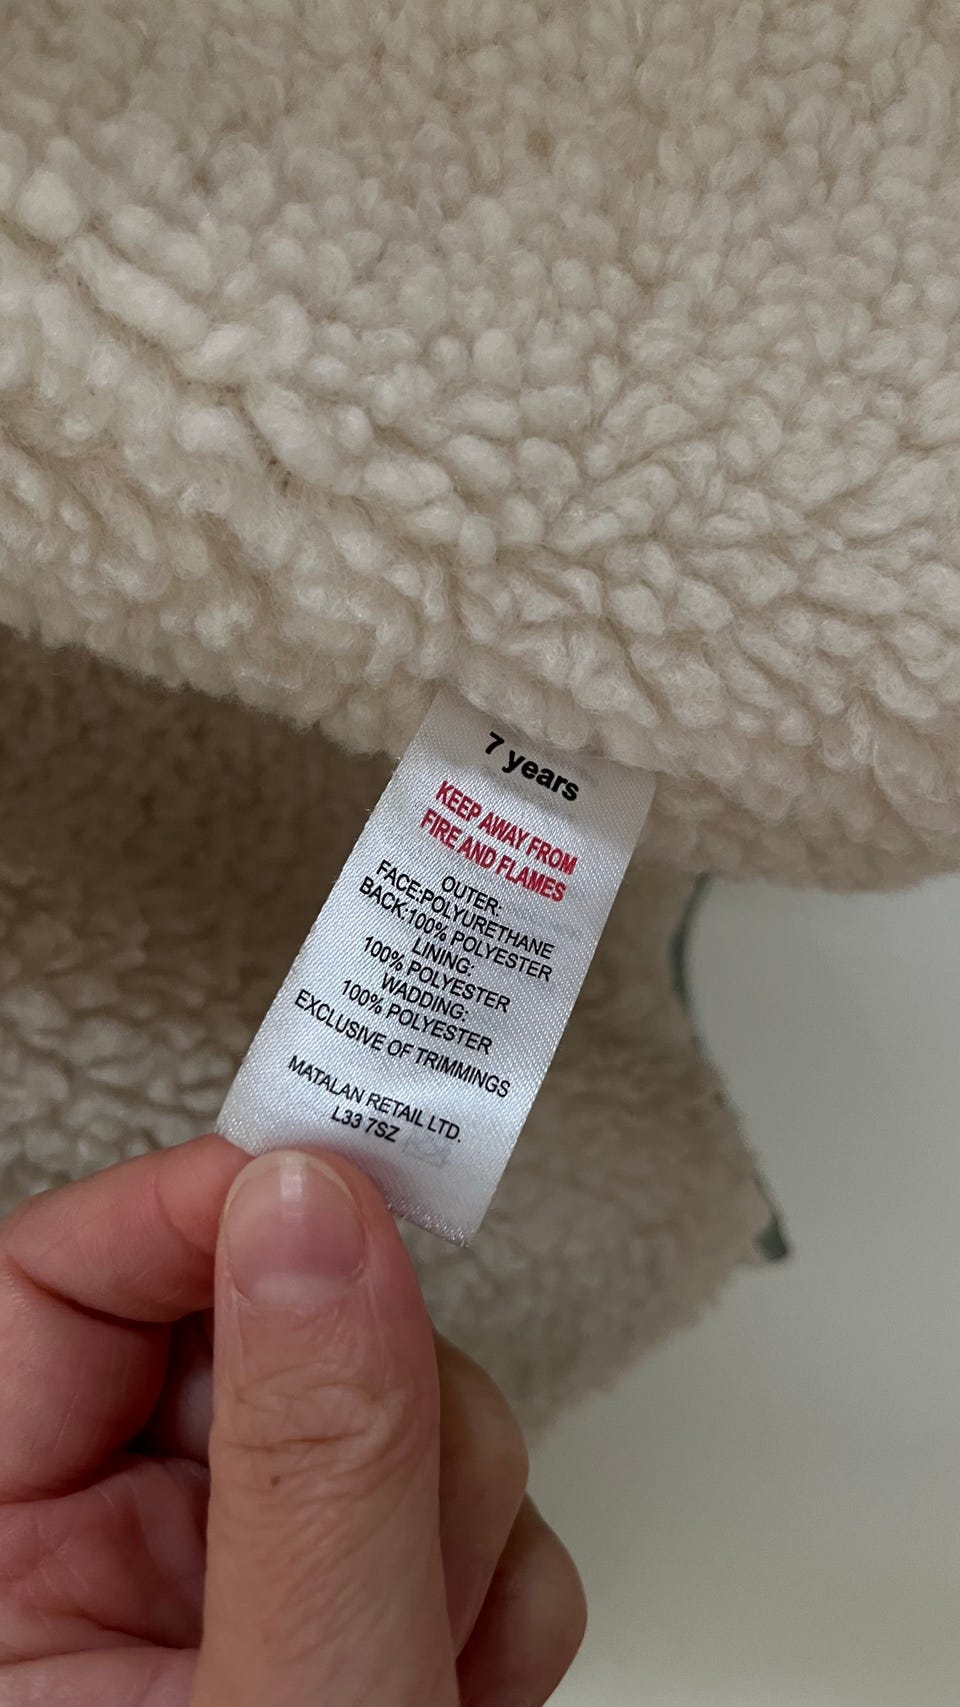 7 years
KEEP AWAY FROM
FIRE AND FLAMES
OUTER:
FACE:POLYURETHANE
BACK:100% POLYESTER
LINING:
100% POLYESTER
WADDING:
100% POLYESTER
EXCLUSIVE OF TRIMMINGS
MATALAN RETAIL LTD.
L33 7SZ